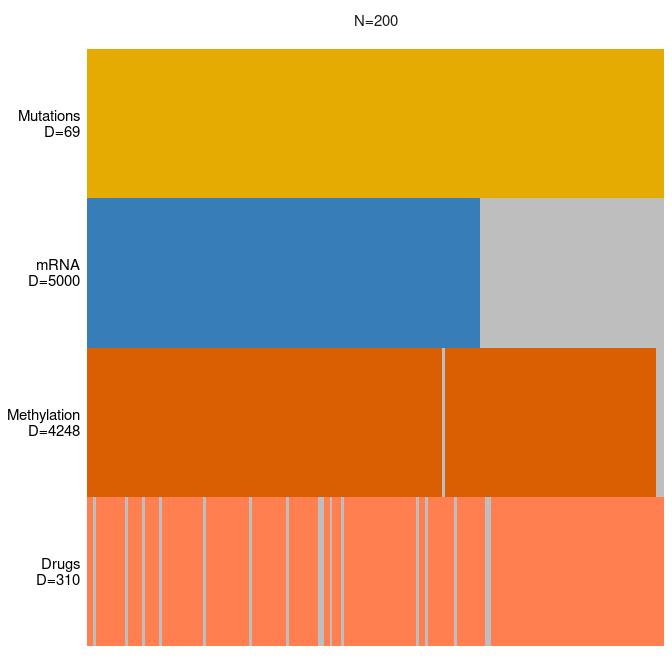 N=200
Mutations
D=69
mRNA
D=5000
Methylation
D=4248
Drugs
D=310